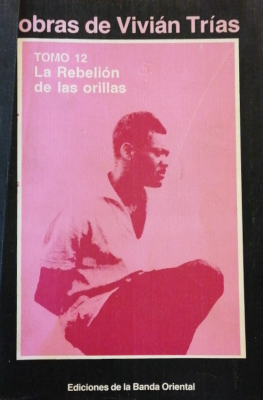 obras de Vivián Trías
TOMO 12
La Rebelión
de las orillas
Ediciones de la Banda Oriental